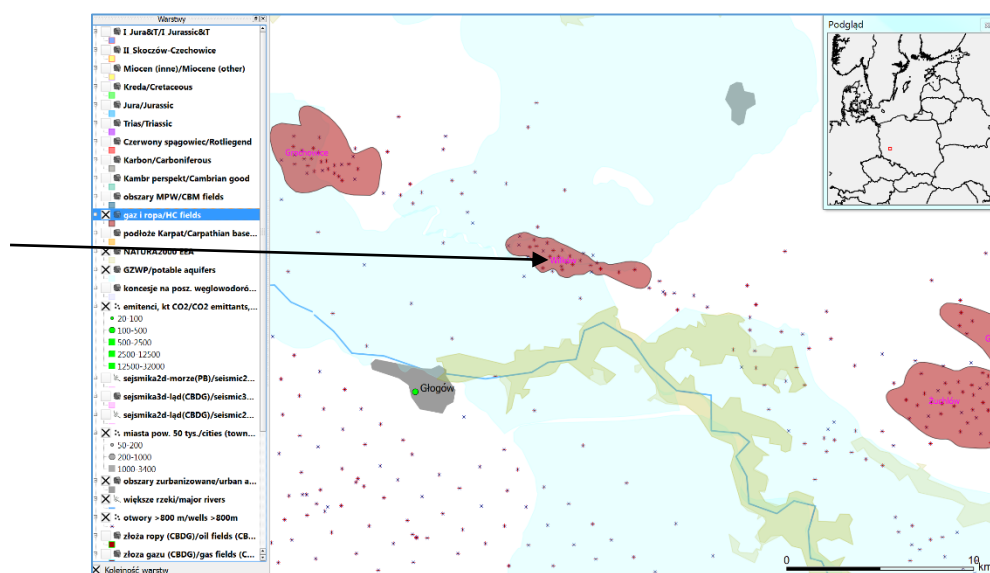 Warstwy
I Jura&T/I Jurassic&T
II Skoczów-Czechowice
Miocen (inne)/Miocene (other)
Kreda/Cretaceous
Jura/Jurassic
Trias/Triassic
Czerwony spągowiec/Rotliegend
Karbon/Carboniferous
Kambr perspekt/Cambrian good
obszary MPW/CBM fields
gaz i ropa/HC fields
podłoże Karpat/Carpathian base...
NATURA2000 EEA
GZWP/potable aquifers
koncesje na posz. węglowodoró...
emitenci, kt CO2/CO2 emittants,...
20-100
100-500
500-2500
2500-12500
12500-32000
sejsmika2d-morze(PB)/seismic2...
sejsmika3d-ląd(CBDG)/seismic3...
sejsmika2d-ląd(CBDG)/seismic2...
miasta pow. 50 tys./cities (town...
50-200
200-1000
1000-3400
obszary zurbanizowane/urban a...
większe rzeki/major rivers
otwory >800 m/wells >800m
złoża ropy (CBDG)/oil fields (CB...
złoża gazu (CBDG)/gas fields (C...
Kolejność warstw
Podgląd
Grochowice
Wilków
Głogów
Żuchlów
0 10
km